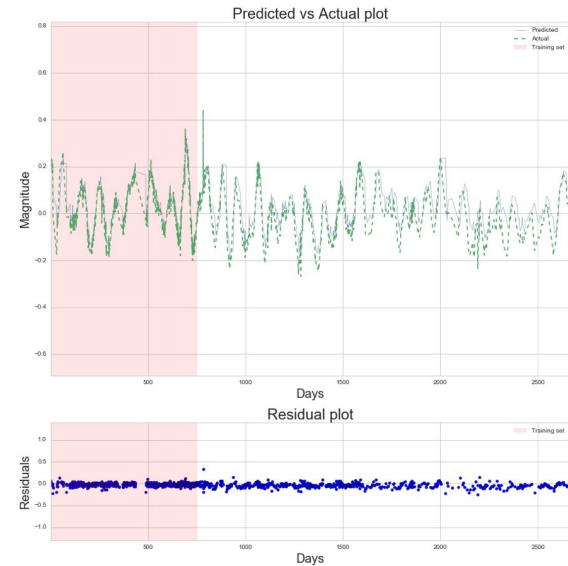 Predicted vs Actual plot
0.8
0.6
0.4
0.2
0.0
−0.2
−0.4
−0.6
Magnitude
Predicted
Actual
Training set
500
1000
1500
2000
2500
Days
Residual plot
1.0
0.5
0.0
−0.5
−1.0
Residuals
Training set
500
1000
1500
2000
2500
Days